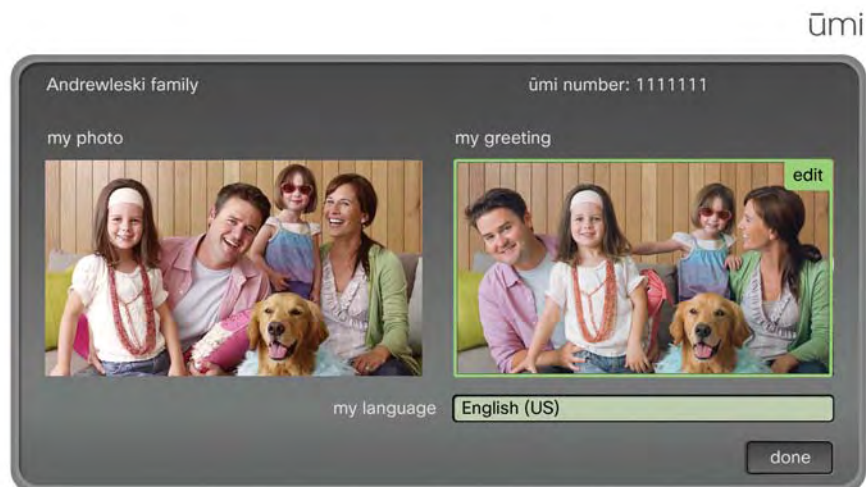 ūmi
Andrewleski family
ūmi number: 1111111
my photo
my greeting
edit
my language
English (US)
done